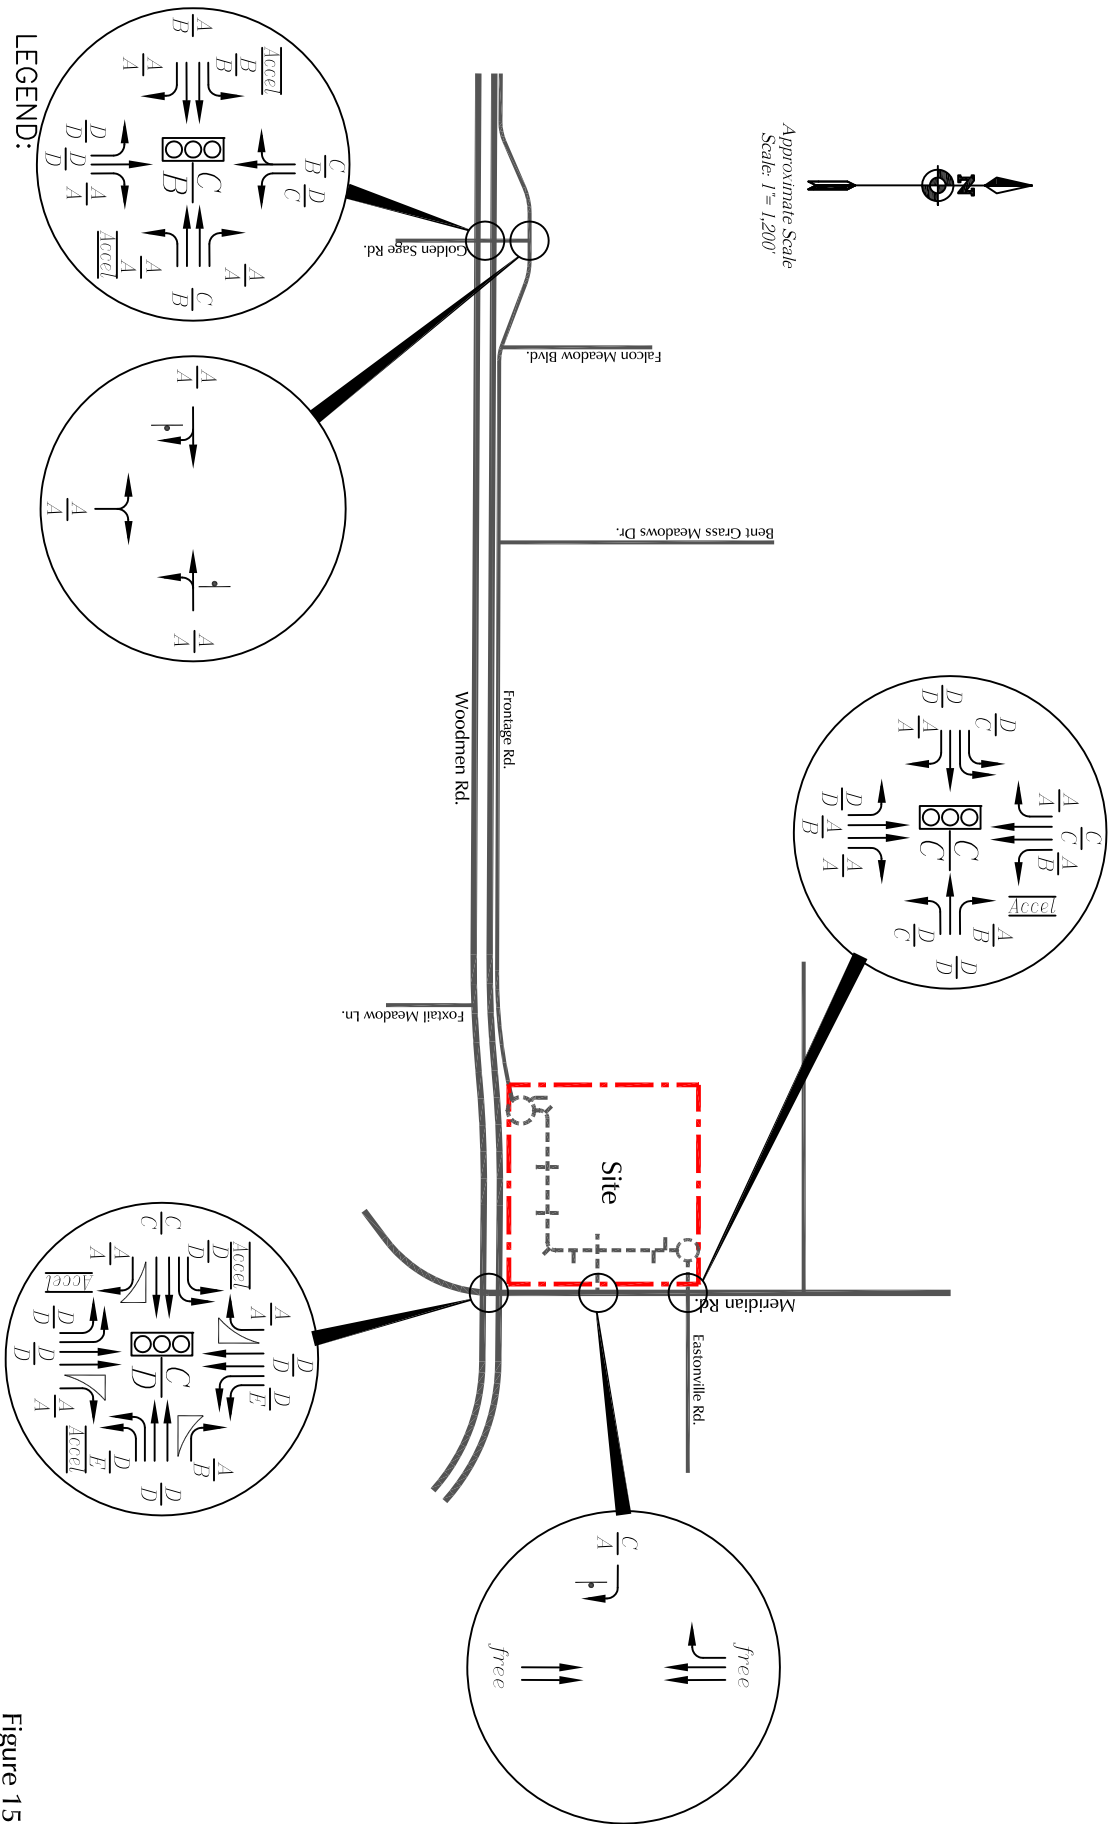 Approximate Scale
Scale: 1"= 1,200'
N
A C A
A C B
Accel
D
C
D
D
A
A
C
C
A
B
D
D
D
C
D A A
D B A
Falcon Meadow Blvd.
Bent Grass Meadows Dr.
Meridian Rd.
Eastonville Rd.
Site
Frontage Rd.
Woodmen Rd.
Golden Sage Rd.
Foxtail Meadow Ln.
free
C
A
free
C D
B C
Accel
B
B
A
B
A
A
C
B
A
A
C
B
A
A
Accel
D D A
D D A
A
A
A
A
A
A
A D D
A D E
Accel
D
D
C
C
A
A
Accel
C
D
A
B
D
D
D
E
Accel
D D A
D D A
LEGEND:
Figure 15